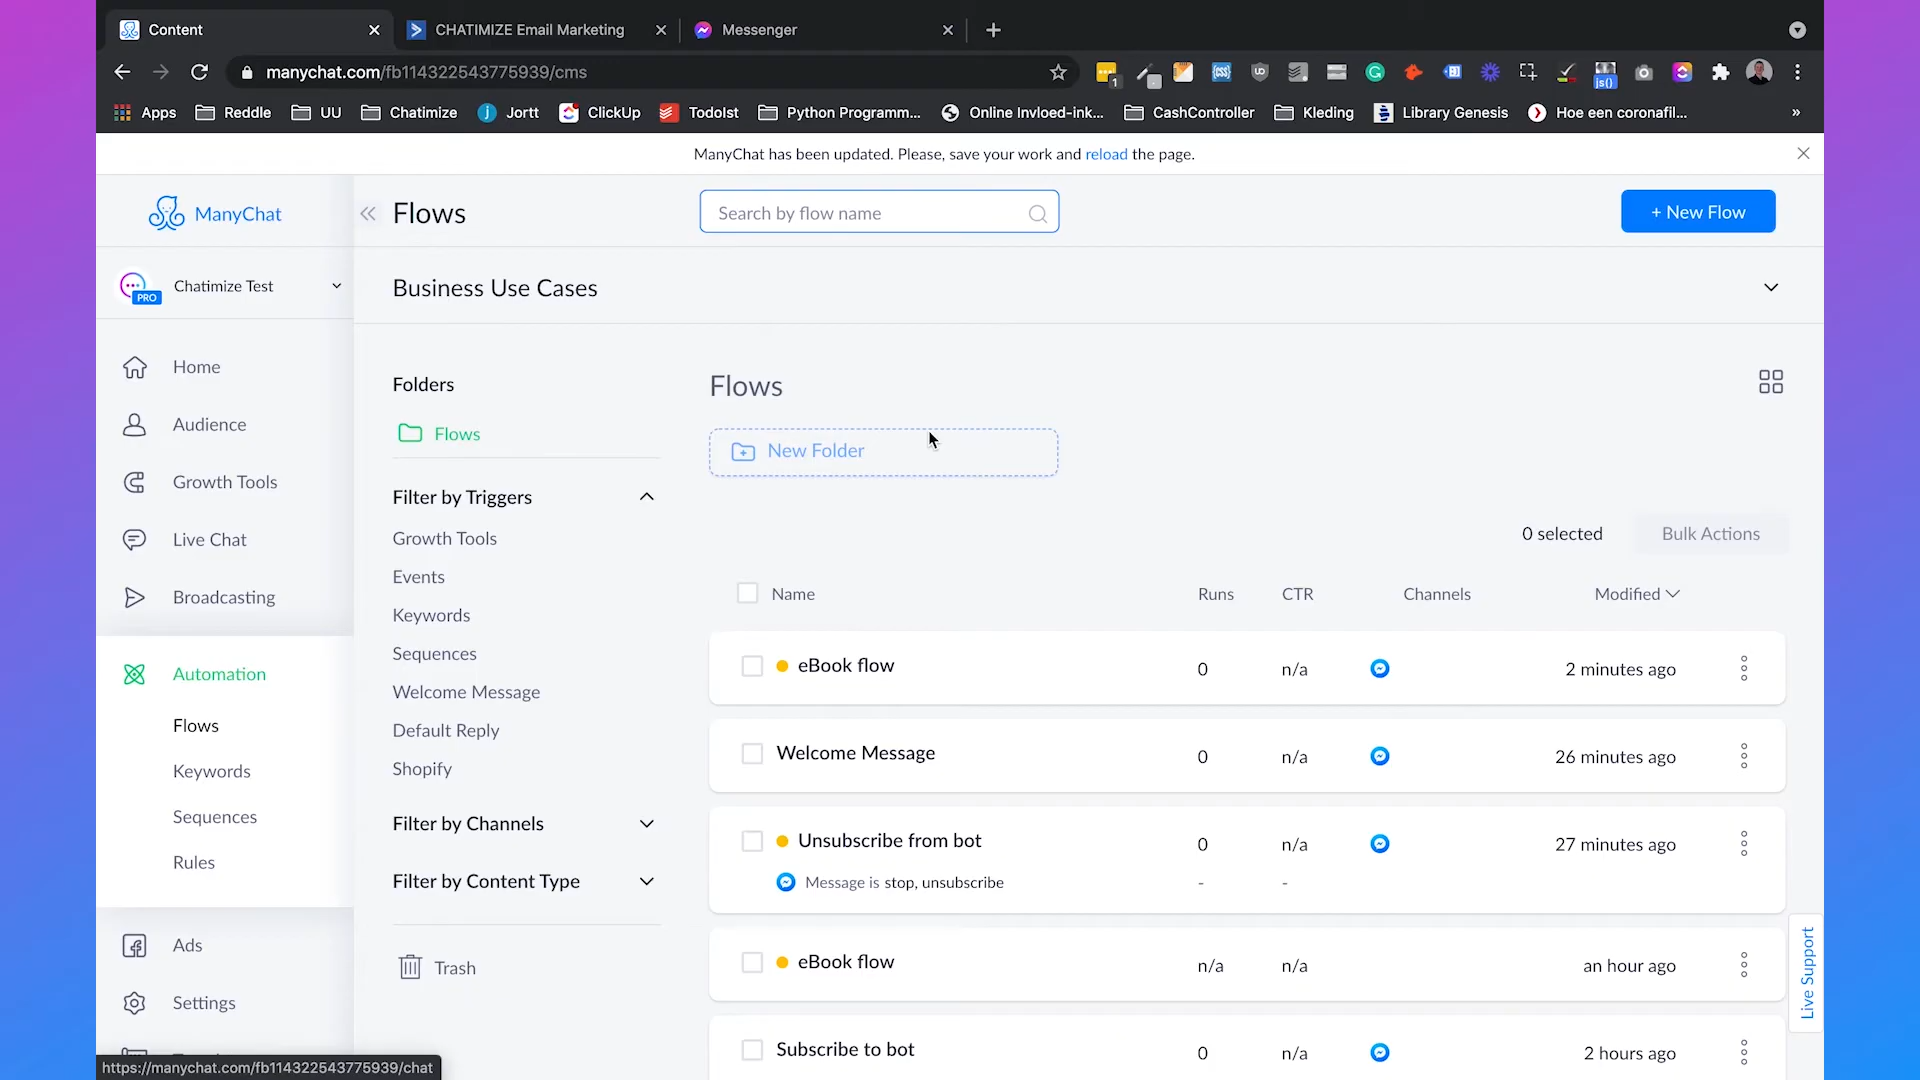 Content
CHATIMIZE Email Marketing
Messenger
manychat.com/fb114322543775939/cms
1
js()
Apps
Reddle
UU
Chatimize
Jortt
ClickUp
TodoIst
Python Programm...
Online Invloed-ink...
CashController
Kleding
Library Genesis
Hoe een coronafil...
»
ManyChat has been updated. Please, save your work and reload the page.
ManyChat
Flows
Search by flow name
+ New Flow
PRO
Chatimize Test
Business Use Cases
Home
Audience
Growth Tools
Live Chat
Broadcasting
Automation
Flows
Keywords
Sequences
Rules
Ads
Settings
Folders
Flows
Filter by Triggers
Growth Tools
Events
Keywords
Sequences
Welcome Message
Default Reply
Shopify
Filter by Channels
Filter by Content Type
Trash
Flows
New Folder
0 selected
Bulk Actions
Name
Runs
CTR
Channels
Modified
eBook flow
0
n/a
2 minutes ago
Welcome Message
0
n/a
26 minutes ago
Unsubscribe from bot
0
n/a
27 minutes ago
Message is stop, unsubscribe
-
-
eBook flow
n/a
n/a
an hour ago
Subscribe to bot
0
n/a
2 hours ago
Live Support
https://manychat.com/fb114322543775939/chat